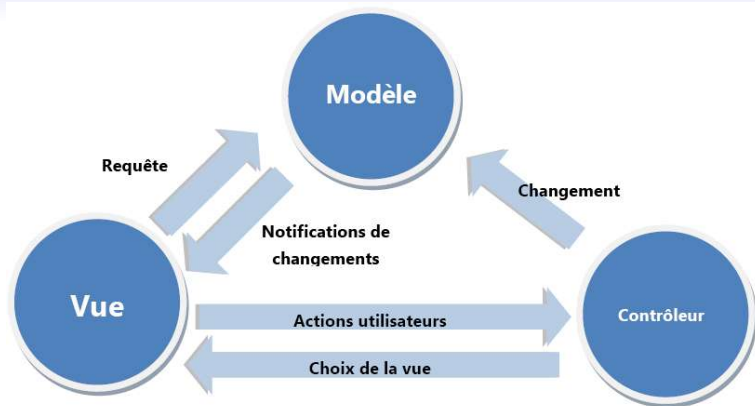 Modèle
Requête
Changement
Notifications de
changements
Vue
Contrôleur
Actions utilisateurs
Choix de la vue